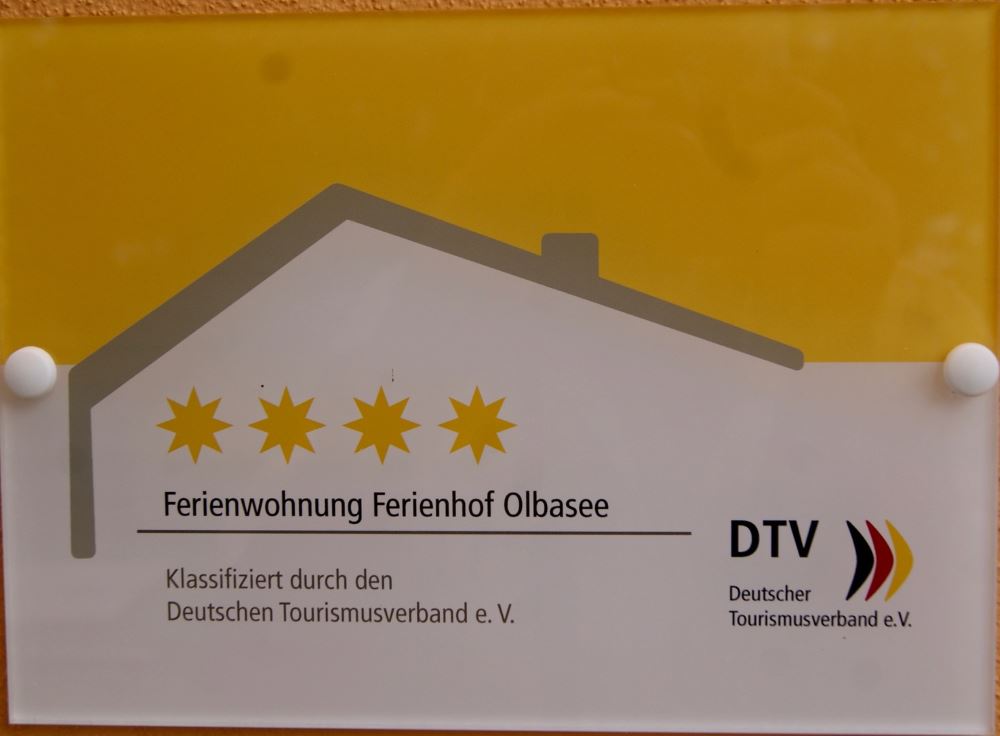 Ferienwohnung Ferienhof Olbasee
Klassifiziert durch den
Deutschen Tourismusverband e. V.
DTV
Deutscher
Tourismusverband e.V.